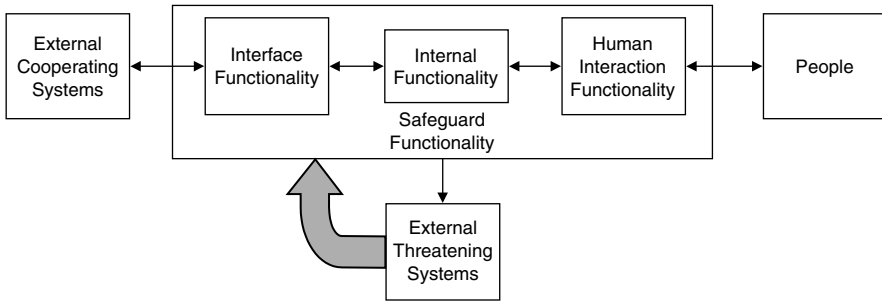 External
Cooperating
Systems
Interface
Functionality
Internal
Functionality
Human
Interaction
Functionality
People
Safeguard
Functionality
External
Threatening
Systems